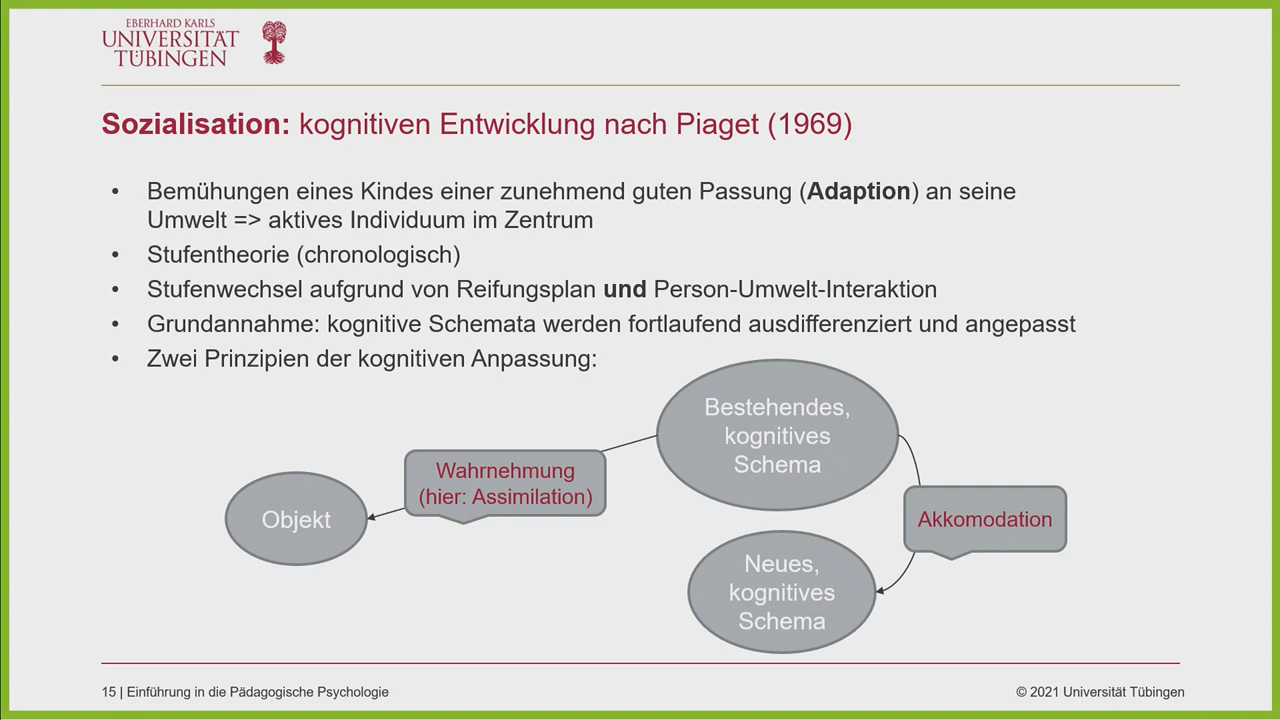 EBERHARD KARLS
UNIVERSITÄT
TÜBINGEN
Sozialisation: kognitiven Entwicklung nach Piaget (1969)
• Bemühungen eines Kindes einer zunehmend guten Passung (Adaption) an seine
Umwelt => aktives Individuum im Zentrum
• Stufentheorie (chronologisch)
• Stufenwechsel aufgrund von Reifungsplan und Person-Umwelt-Interaktion
• Grundannahme: kognitive Schemata werden fortlaufend ausdifferenziert und angepasst
• Zwei Prinzipien der kognitiven Anpassung:
Bestehendes,
kognitives
Schema
Wahrnehmung
(hier: Assimilation)
Objekt
Akkomodation
Neues,
kognitives
Schema
15 | Einführung in die Pädagogische Psychologie
© 2021 Universität Tübingen